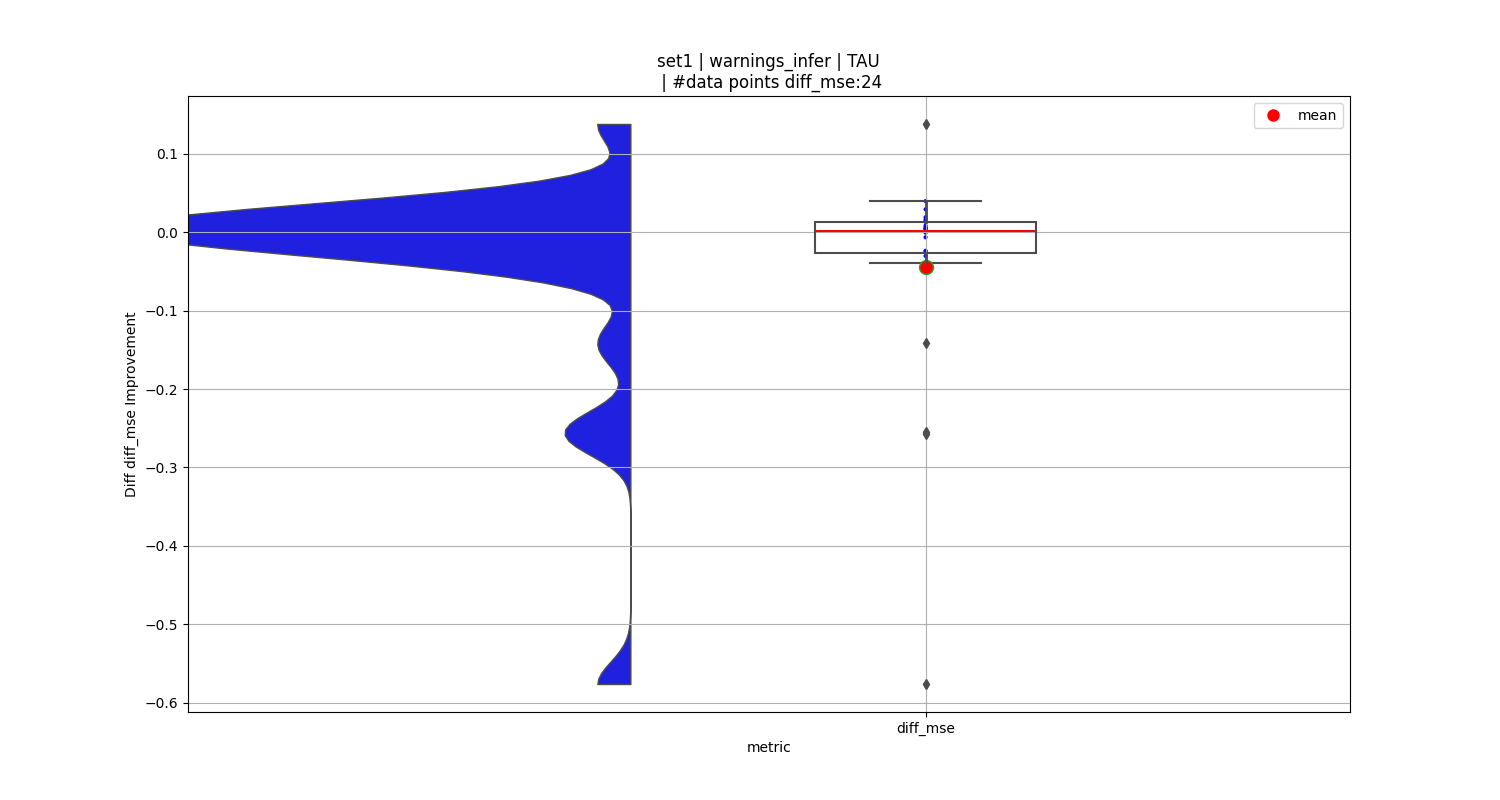 set1 | warnings_infer | TAU
| #data points diff_mse:24
mean
0.1
0.0
−0.1
−0.2
−0.3
−0.4
−0.5
−0.6
Diff diff_mse Improvement
diff_mse
metric